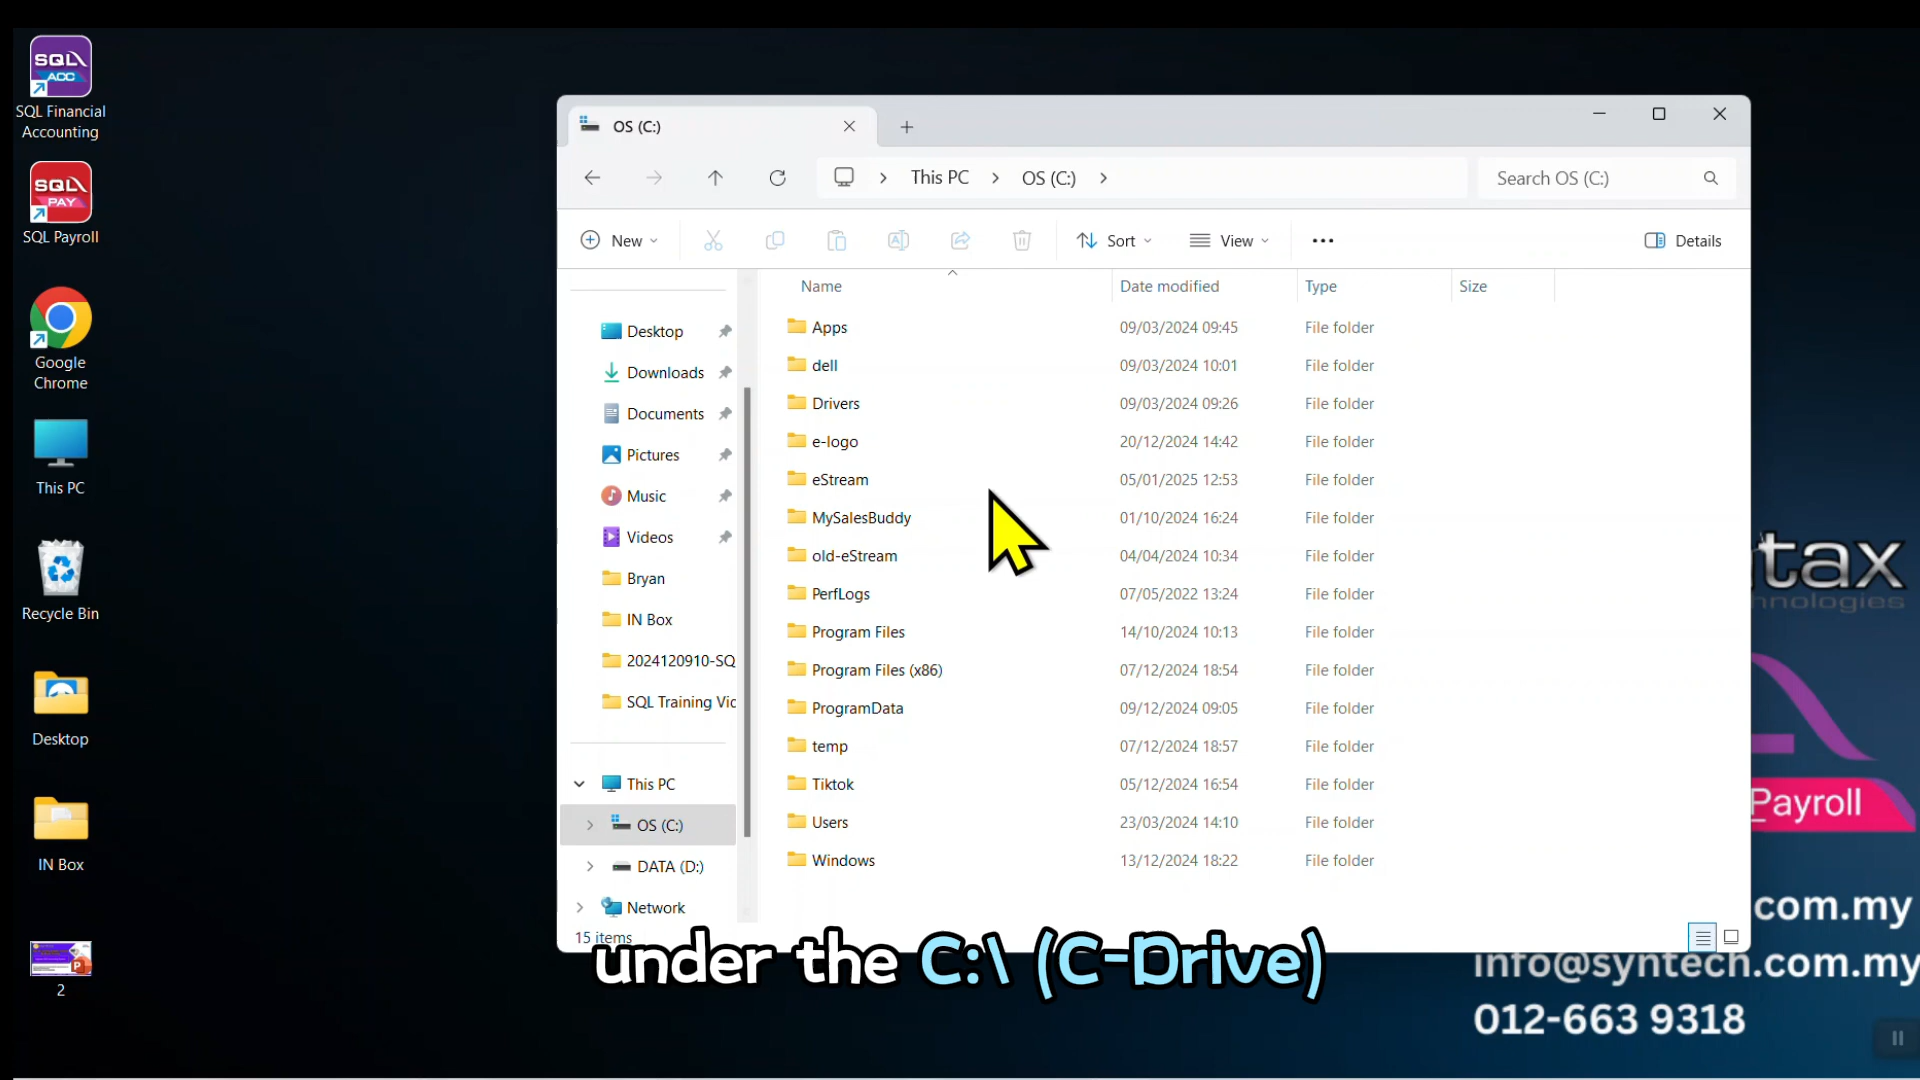 SQL
ACC
SQL Financial
Accounting
SQL
PAY
SQL Payroll
Google
Chrome
This PC
Recycle Bin
Desktop
IN Box
2
OS (C:)
This PC
OS (C:)
Search OS (C:)
New
Sort
View
Details
Name
Date modified
Type
Size
Desktop
Downloads
Documents
Pictures
Music
Videos
Bryan
IN Box
2024120910-SQ
SQL Training Vic
This PC
OS (C:)
DATA (D:)
Network
Apps 09/03/2024 09:45 File folder
dell 09/03/2024 10:01 File folder
Drivers 09/03/2024 09:26 File folder
e-logo 20/12/2024 14:42 File folder
eStream 05/01/2025 12:53 File folder
MySalesBuddy 01/10/2024 16:24 File folder
old-eStream 04/04/2024 10:34 File folder
PerfLogs 07/05/2022 13:24 File folder
Program Files 14/10/2024 10:13 File folder
Program Files (x86) 07/12/2024 18:54 File folder
ProgramData 09/12/2024 09:05 File folder
temp 07/12/2024 18:57 File folder
Tiktok 05/12/2024 16:54 File folder
Users 23/03/2024 14:10 File folder
Windows 13/12/2024 18:22 File folder
15 items
under the C:\ (C-Drive)
tax
hnologies
Payroll
.com.my
info@syntech.com.my
012-663 9318